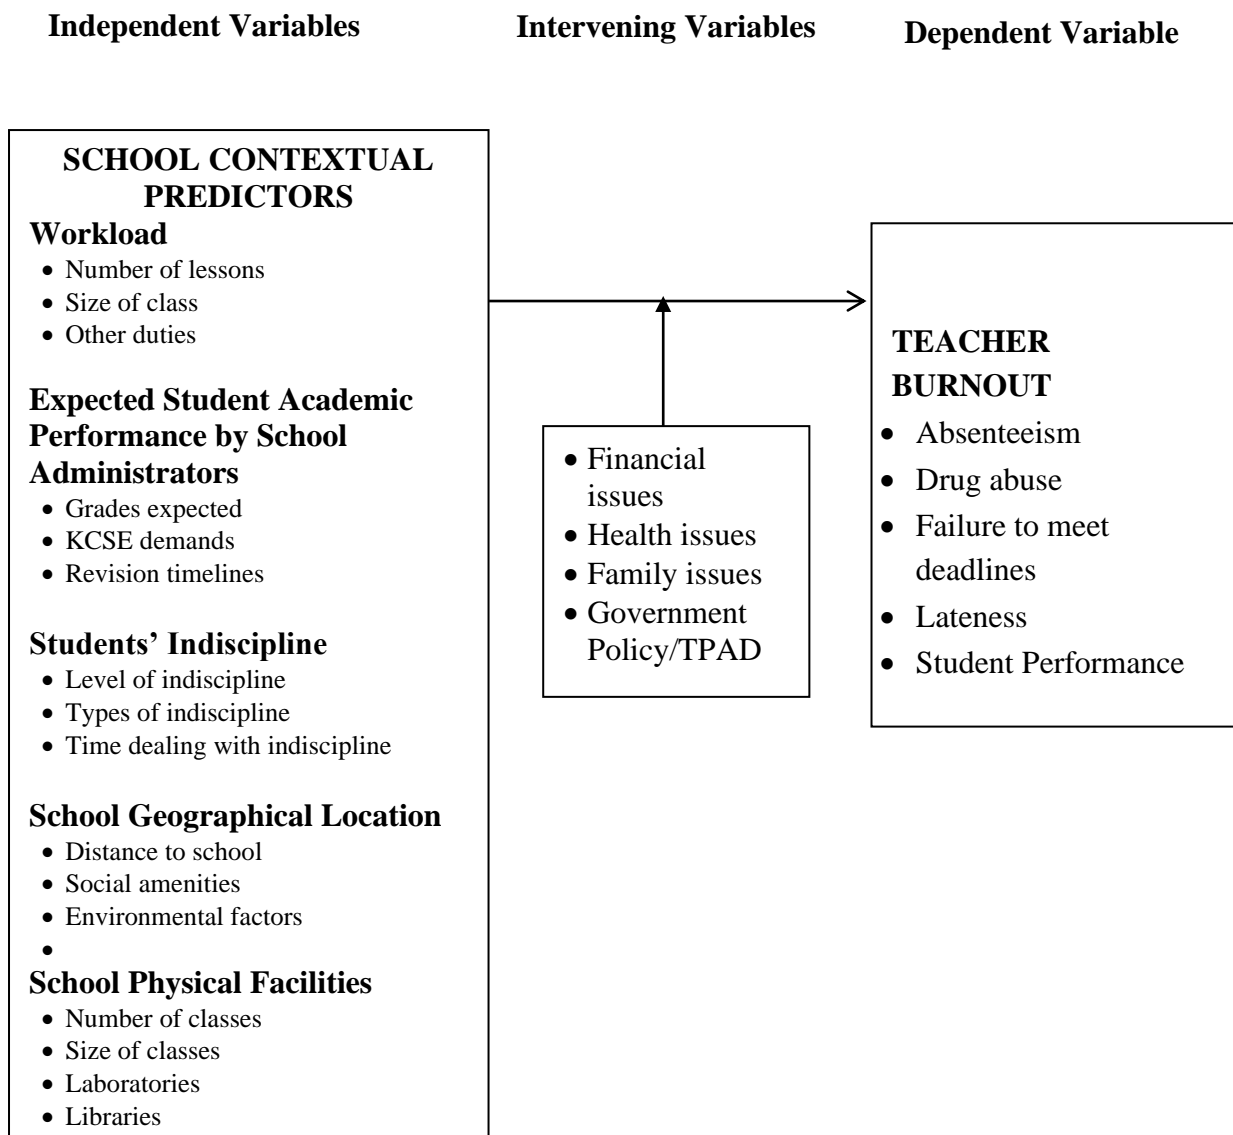 Independent Variables
Intervening Variables
Dependent Variable
SCHOOL CONTEXTUAL
PREDICTORS
Workload
• Number of lessons
• Size of class
• Other duties
Expected Student Academic
Performance by School
Administrators
• Grades expected
• KCSE demands
• Revision timelines
Students’ Indiscipline
• Level of indiscipline
• Types of indiscipline
• Time dealing with indiscipline
School Geographical Location
• Distance to school
• Social amenities
• Environmental factors
•
School Physical Facilities
• Number of classes
• Size of classes
• Laboratories
• Libraries
• Financial
issues
• Health issues
• Family issues
• Government
Policy/TPAD
TEACHER
BURNOUT
• Absenteeism
• Drug abuse
• Failure to meet
deadlines
• Lateness
• Student Performance